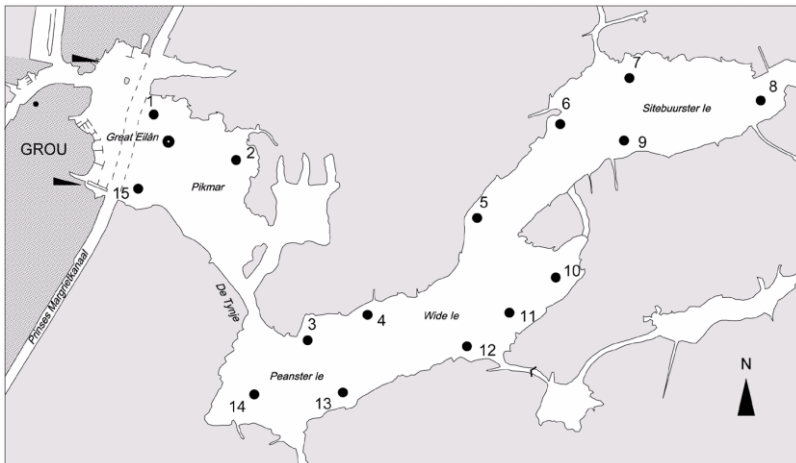 7
Sitebuurster Ie
8
1
6
Great Eilân
9
GROU
2
15
Pikmar
5
Prinses Margrietkanaal
De Tynje
10
3
4
Wide Ie
11
12
Peanster Ie
N
14
13